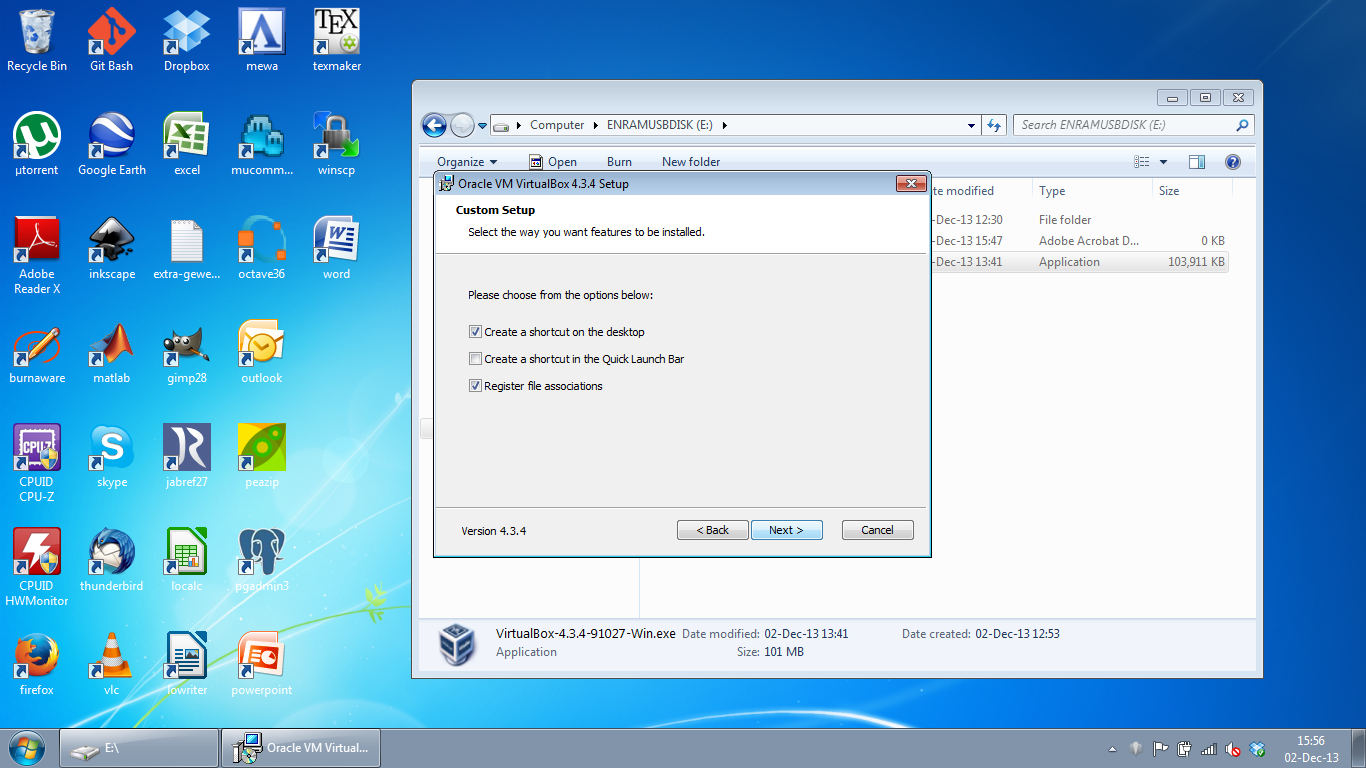 Recycle Bin
Git Bash
Dropbox
mewa
texmaker
µtorrent
Google Earth
excel
mucomm...
winscp
Adobe
Reader X
inkscape
extra-gewe...
octave36
word
burnaware
matlab
gimp28
outlook
CPUID
CPU-Z
skype
jabref27
peazip
CPUID
HWMonitor
thunderbird
localc
pgadmin3
firefox
vlc
lowriter
powerpoint
Computer ENRAMUSBDISK (E:)
Search ENRAMUSBDISK (E:)
Organize Open Burn New folder
te modified Type Size
-Dec-13 12:30 File folder
-Dec-13 15:47 Adobe Acrobat D... 0 KB
-Dec-13 13:41 Application 103,911 KB
Oracle VM VirtualBox 4.3.4 Setup
Custom Setup
Select the way you want features to be installed.
Please choose from the options below:
Create a shortcut on the desktop
Create a shortcut in the Quick Launch Bar
Register file associations
Version 4.3.4
< Back Next > Cancel
VirtualBox-4.3.4-91027-Win.exe Date modified: 02-Dec-13 13:41 Date created: 02-Dec-13 12:53
Application Size: 101 MB
E:\
Oracle VM Virtual...
15:56
02-Dec-13